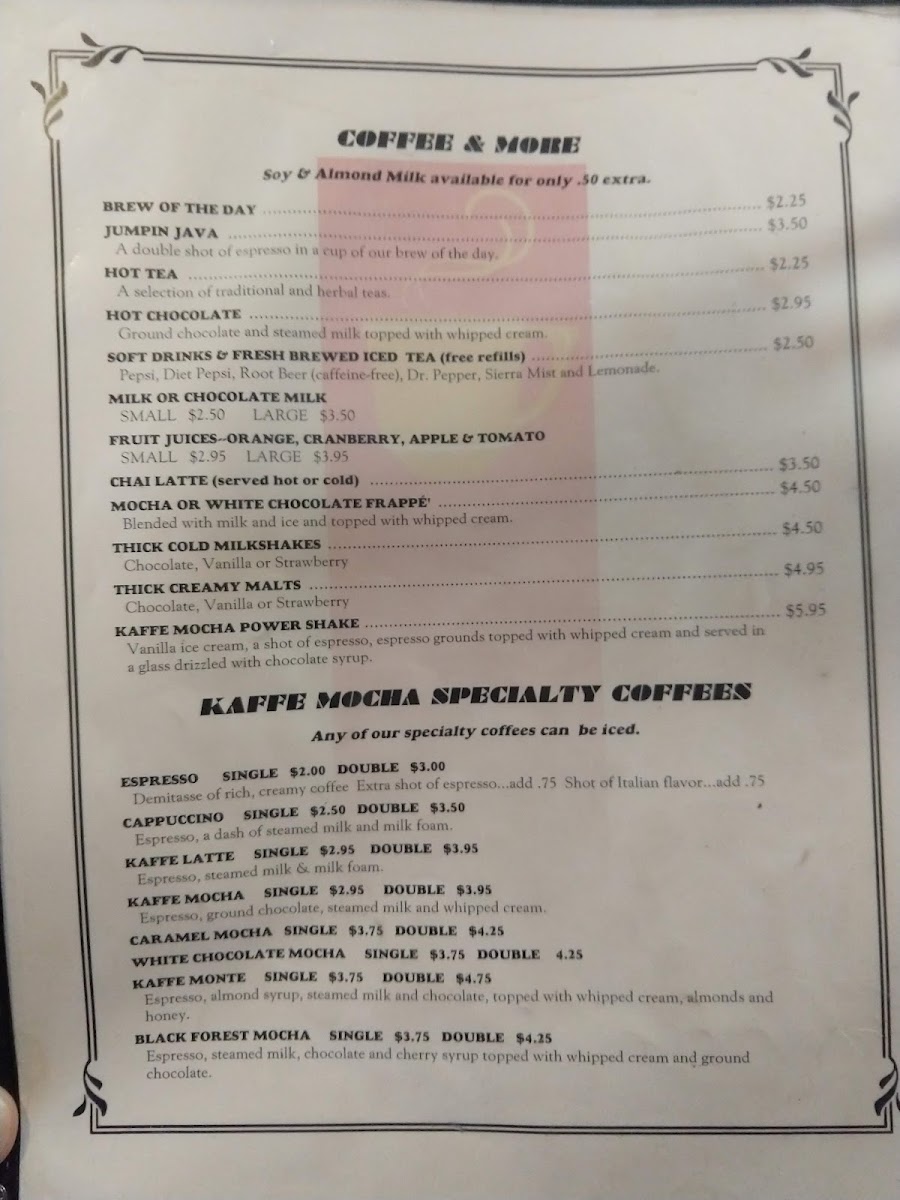 COFFEE & MORE
Soy & Almond Milk available for only .50 extra.
BREW OF THE DAY ........ $2.25
JUMPIN JAVA ........ $3.50
A double shot of espresso in a cup of our brew of the day.
HOT TEA ........ $2.25
A selection of traditional and herbal teas.
HOT CHOCOLATE ........ $2.95
Ground chocolate and steamed milk topped with whipped cream.
SOFT DRINKS & FRESH BREWED ICED TEA (free refills) ........ $2.50
Pepsi, Diet Pepsi, Root Beer (caffeine-free), Dr. Pepper, Sierra Mist and Lemonade.
MILK OR CHOCOLATE MILK
SMALL $2.50 LARGE $3.50
FRUIT JUICES--ORANGE, CRANBERRY, APPLE & TOMATO
SMALL $2.95 LARGE $3.95
CHAI LATTE (served hot or cold) ........ $3.50
MOCHA OR WHITE CHOCOLATE FRAPPÉ' ........ $4.50
Blended with milk and ice and topped with whipped cream.
THICK COLD MILKSHAKES ........ $4.50
Chocolate, Vanilla or Strawberry
THICK CREAMY MALTS ........ $4.95
Chocolate, Vanilla or Strawberry
KAFFE MOCHA POWER SHAKE ........ $5.95
Vanilla ice cream, a shot of espresso, espresso grounds topped with whipped cream and served in
a glass drizzled with chocolate syrup.
KAFFE MOCHA SPECIALTY COFFEES
Any of our specialty coffees can be iced.
ESPRESSO SINGLE $2.00 DOUBLE $3.00
Demitasse of rich, creamy coffee Extra shot of espresso...add .75 Shot of Italian flavor...add .75
CAPPUCCINO SINGLE $2.50 DOUBLE $3.50
Espresso, a dash of steamed milk and milk foam.
KAFFE LATTE SINGLE $2.95 DOUBLE $3.95
Espresso, steamed milk & milk foam.
KAFFE MOCHA SINGLE $2.95 DOUBLE $3.95
Espresso, ground chocolate, steamed milk and whipped cream.
CARAMEL MOCHA SINGLE $3.75 DOUBLE $4.25
WHITE CHOCOLATE MOCHA SINGLE $3.75 DOUBLE 4.25
KAFFE MONTE SINGLE $3.75 DOUBLE $4.75
Espresso, almond syrup, steamed milk and chocolate, topped with whipped cream, almonds and
honey.
BLACK FOREST MOCHA SINGLE $3.75 DOUBLE $4.25
Espresso, steamed milk, chocolate and cherry syrup topped with whipped cream and ground
chocolate.